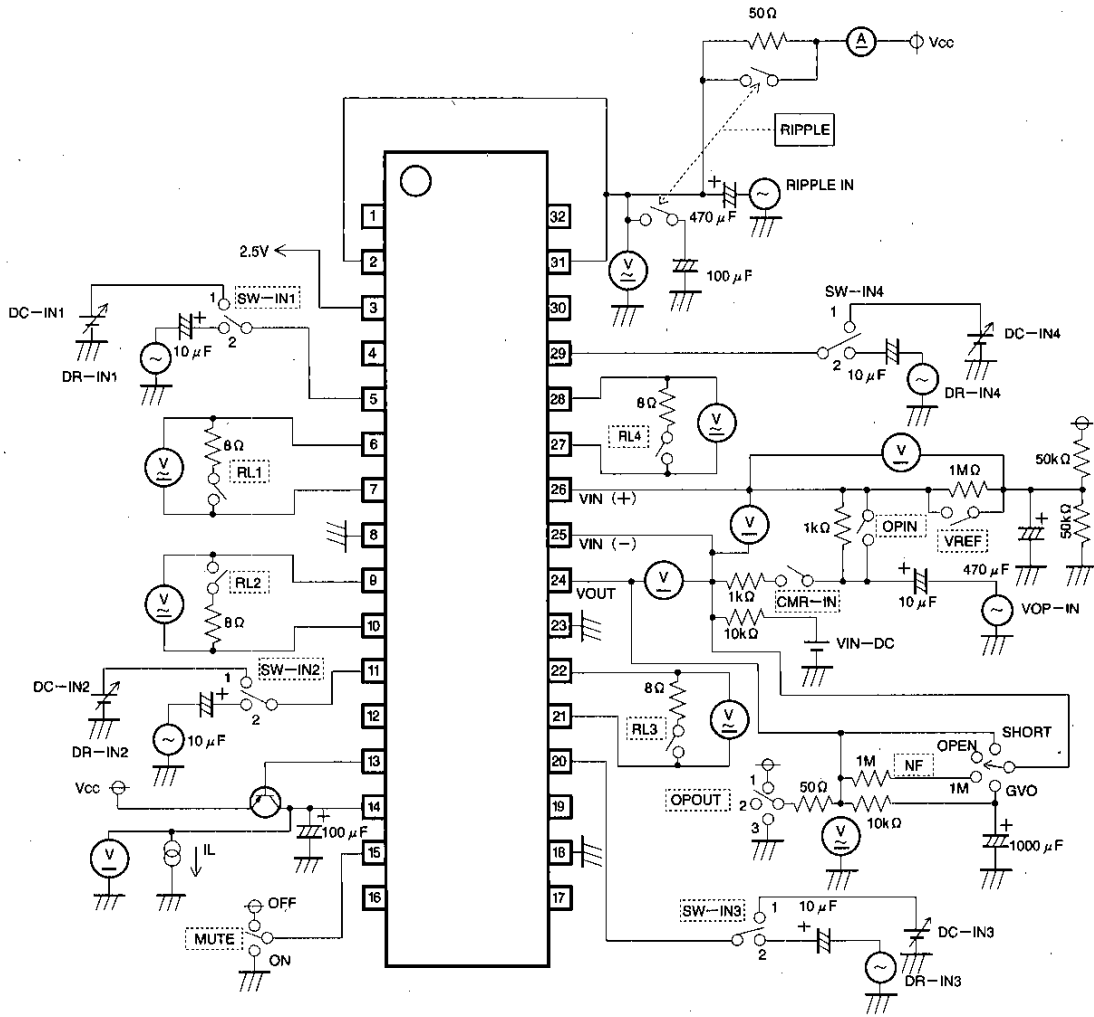 50Ω
A
Vcc
RIPPLE
RIPPLE IN
470μF
V
100μF
1
2
3
4
5
6
7
8
9
10
11
12
13
14
15
16
32
31
30
29
28
27
26
25
24
23
22
21
20
19
18
17
2.5V
DC-IN1
1
SW-IN1
2
10μF
DR-IN1
V
8Ω
RL1
V
RL2
8Ω
DC-IN2
1
SW-IN2
2
10μF
DR-IN2
Vcc
100μF
V
IL
OFF
MUTE
ON
SW-IN4
1
2
10μF
DC-IN4
DR-IN4
8Ω
RL4
V
VIN (+)
VIN (-)
VOUT
V
V
V
1MΩ
50kΩ
50kΩ
1kΩ
OPIN
VREF
470μF
1kΩ
CMR-IN
10μF
VOP-IN
10kΩ
VIN-DC
8Ω
RL3
V
SHORT
OPEN
1M
NF
1M
GVO
OPOUT
1
2
3
50Ω
10kΩ
V
1000μF
SW-IN3
1
2
10μF
DC-IN3
DR-IN3